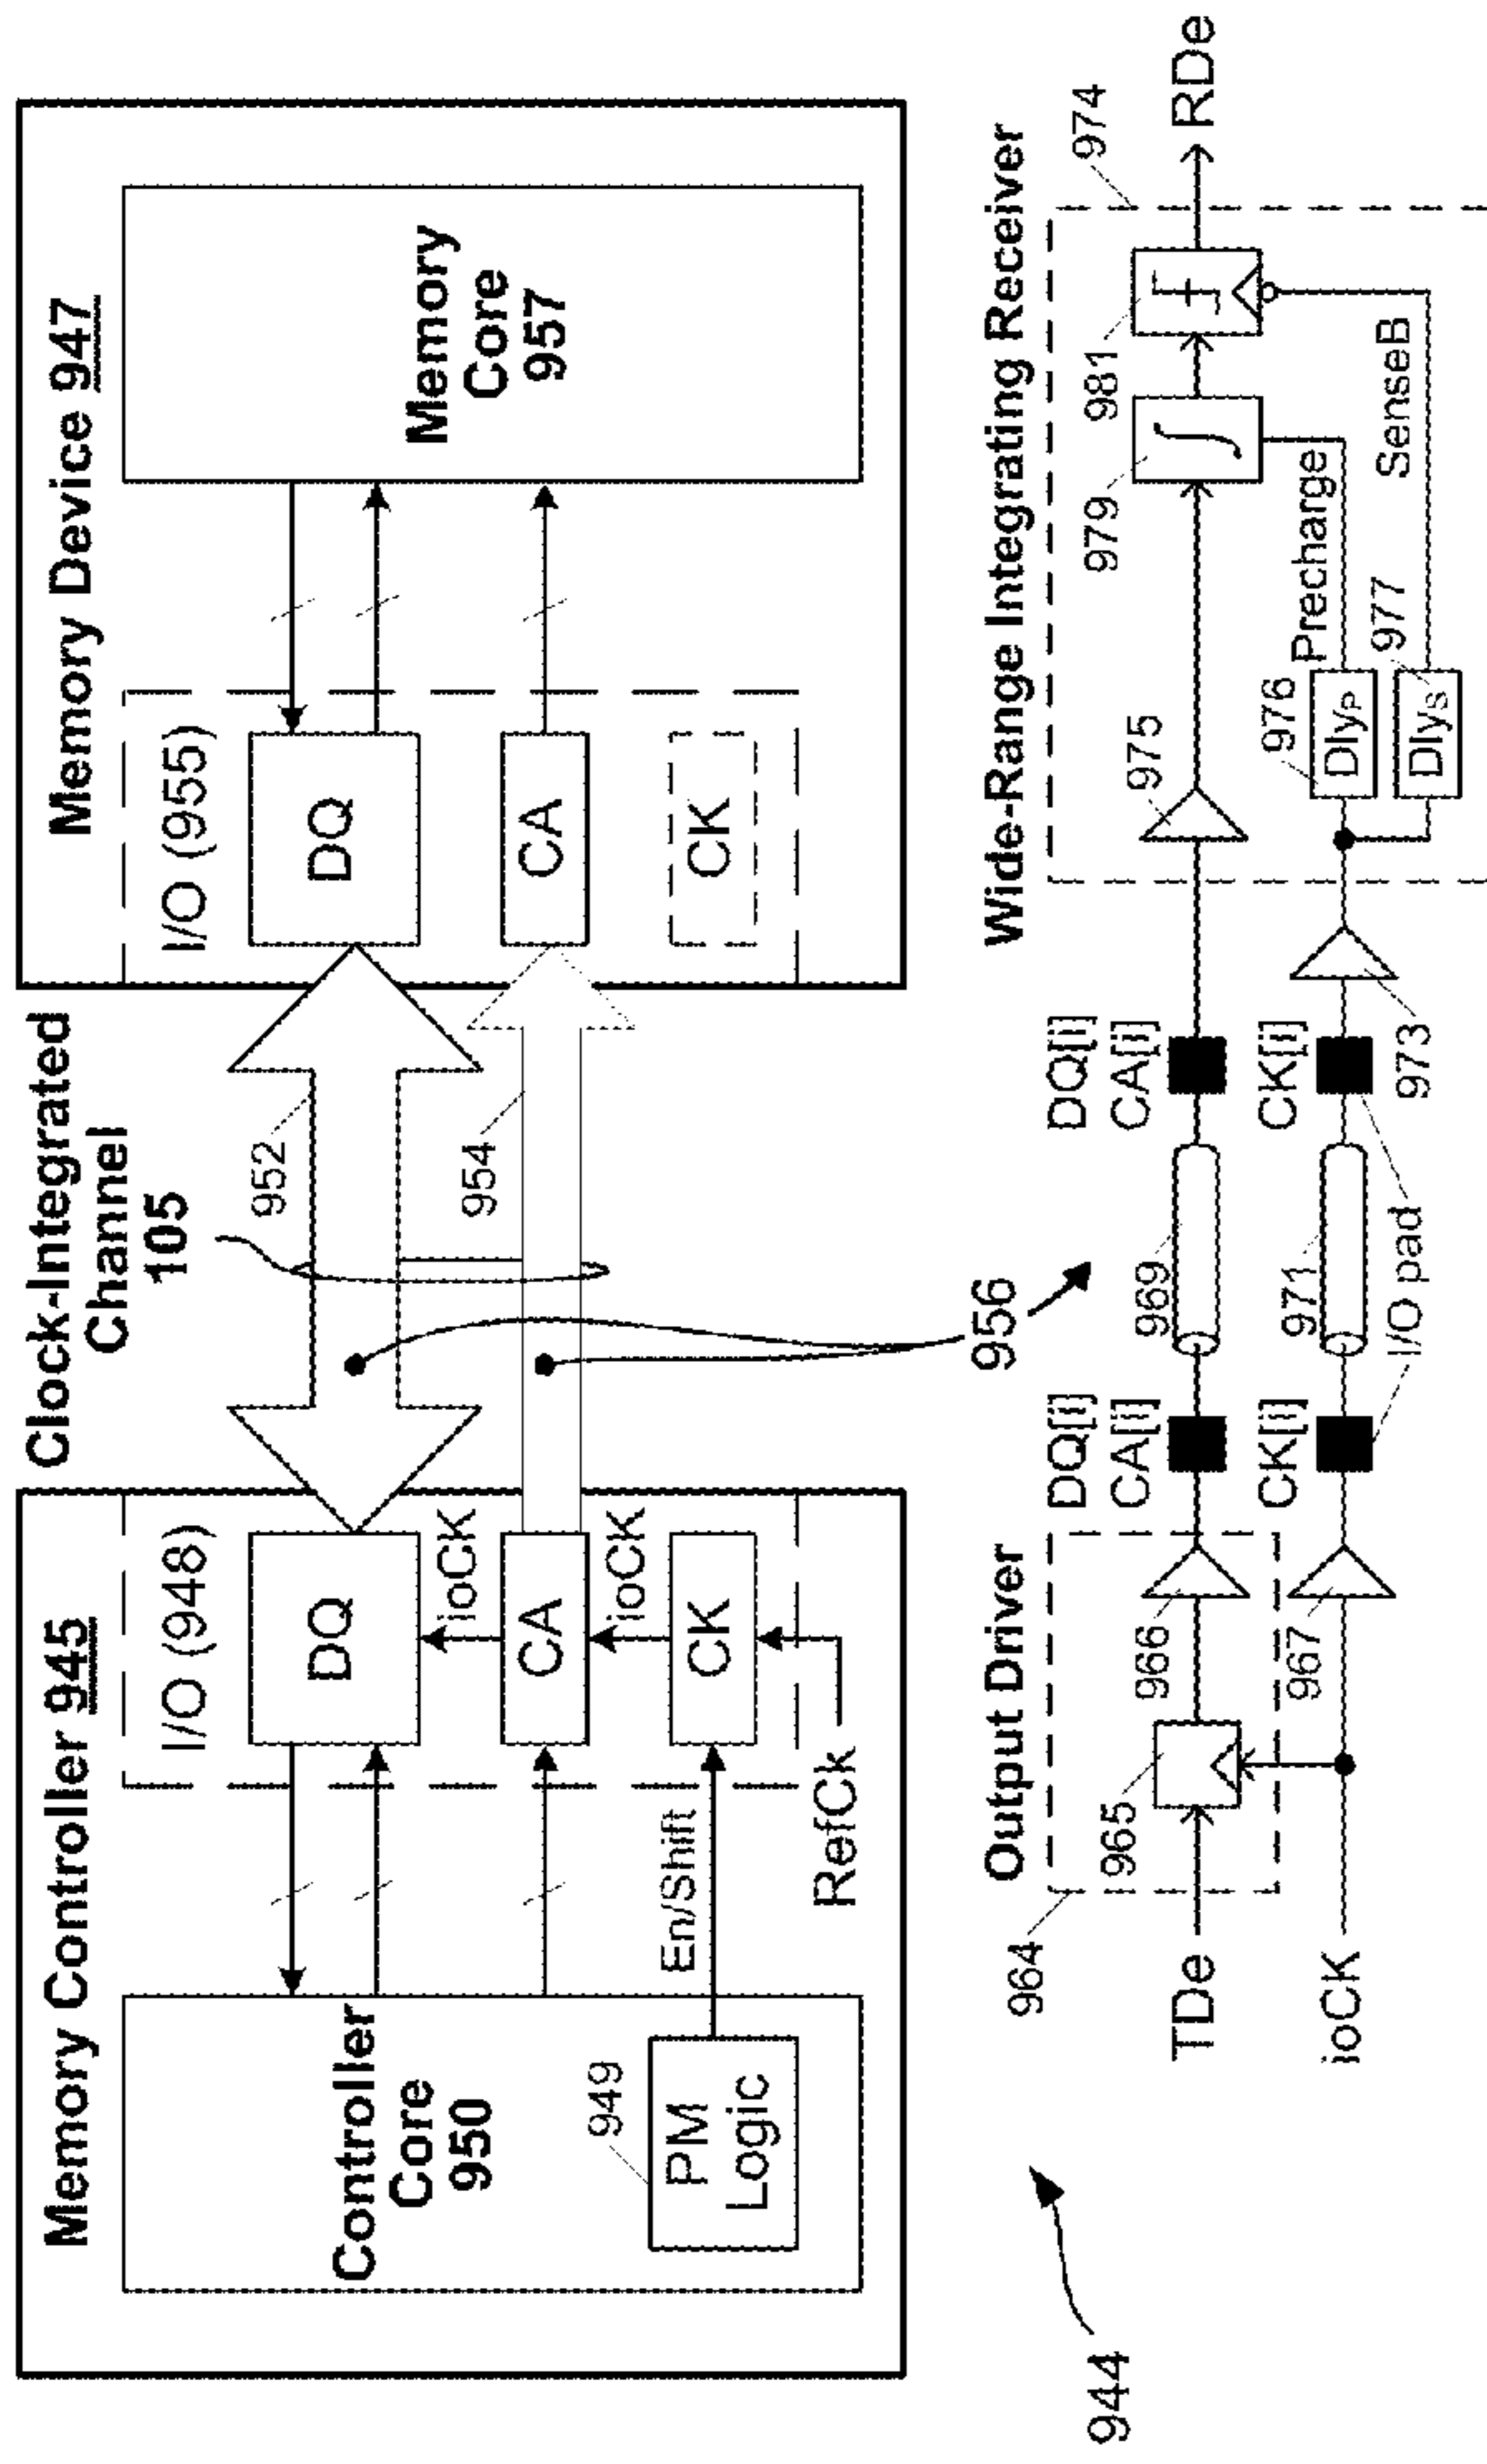 Memory Controller 945
Controller
Core
950
949
PM
Logic
En/Shift
RefCk
I/O (948)
DQ
ioCK
CA
ioCK
CK
Clock-Integrated
Channel
105
952
954
956
Memory Device 947
I/O (955)
DQ
CA
CK
Memory
Core
957
944
Output Driver
964
TDe
965
966
ioCK
967
DQ[i]
CA[i]
CK[i]
969
971
I/O pad
DQ[i]
CA[i]
CK[i]
973
Wide-Range Integrating Receiver
974
975
976
DlyP
977
DlyS
Precharge
SenseB
979
∫
981
RDe